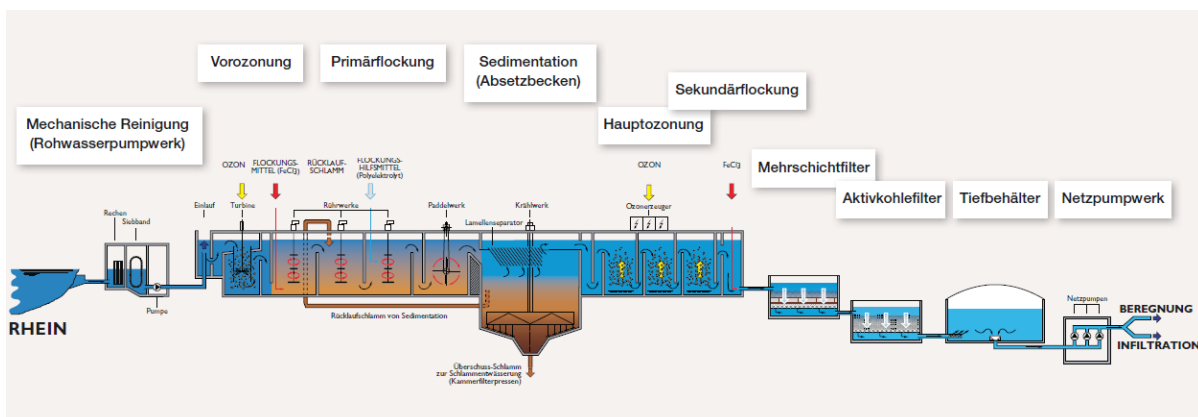 Vorozonung
Primärflockung
Sedimentation
(Absetzbecken)
Sekundärflockung
Mechanische Reinigung
(Rohwasserpumpwerk)
Hauptozonung
Mehrschichtfilter
Aktivkohlefilter
Tiefbehälter
Netzpumpwerk
OZON
FLOCKUNGS-
MITTEL (FeCl3)
RÜCKLAUF-
SCHLAMM
FLOCKUNGS-
HILFSMITTEL
(Polyelektrolyt)
OZON
FeCl3
Rechen
Siebband
Einlauf
Turbine
Rührwerke
Paddelwerk
Krählwerk
Lamellenseparator
Ozonerzeuger
Pumpe
RHEIN
Rücklaufschlamm von Sedimentation
Überschuss-Schlamm
zur Schlammentwässerung
(Kammerfilterpressen)
Netzpumpen
BEREGNUNG
INFILTRATION